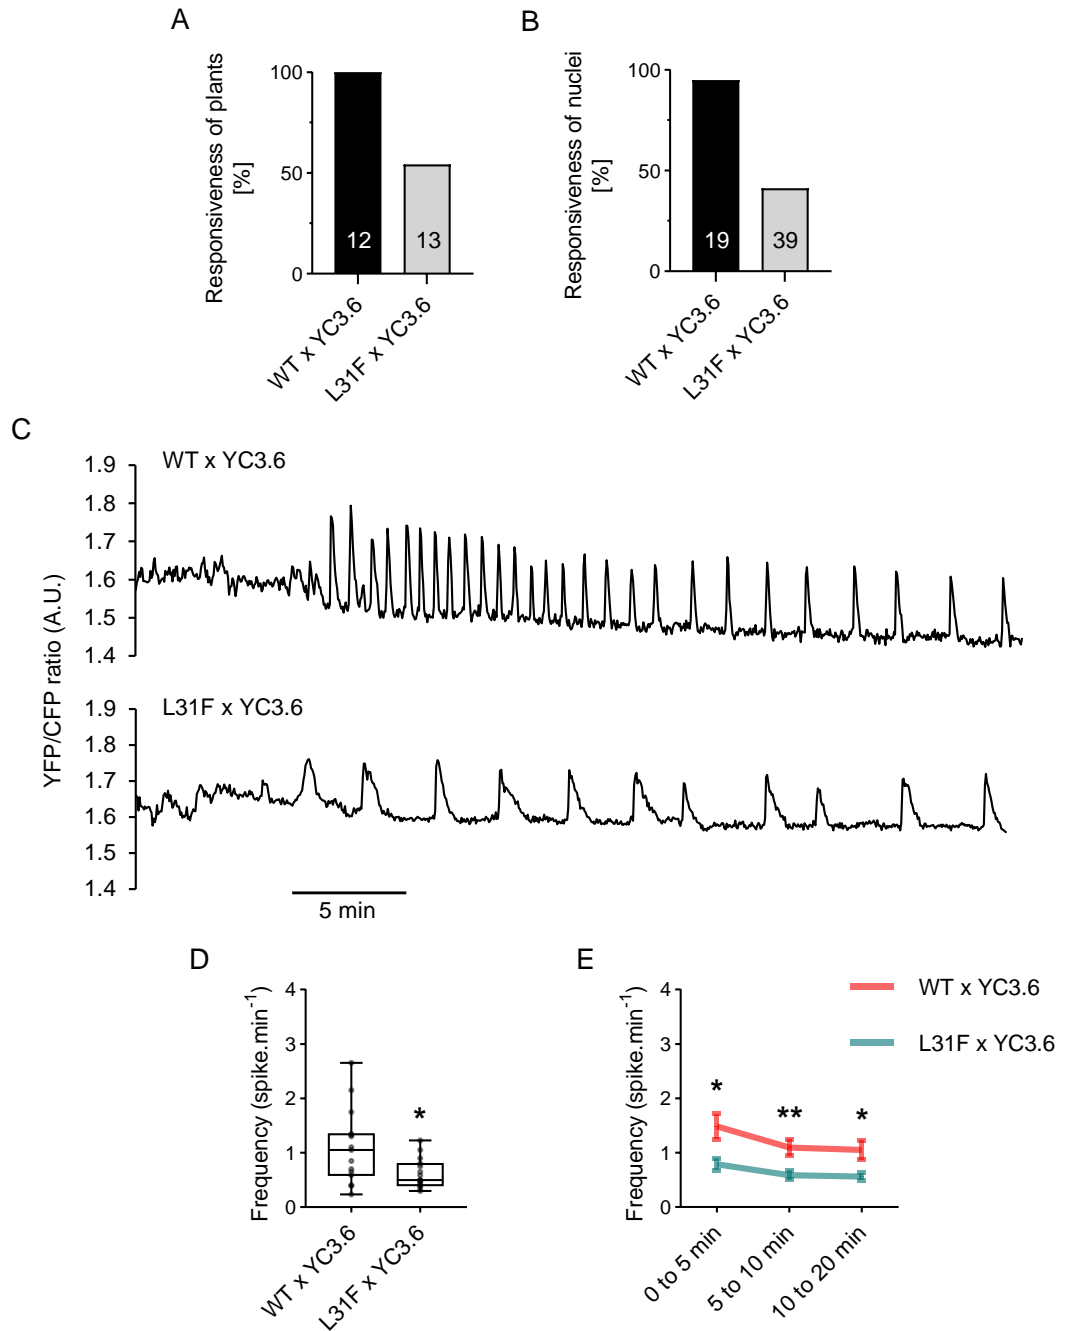 A
B
Responsiveness of plants
[%]
100
50
0
12
13
WT x YC3.6
L31F x YC3.6
Responsiveness of nuclei
[%]
100
50
0
19
39
WT x YC3.6
L31F x YC3.6
C
YFP/CFP ratio (A.U.)
WT x YC3.6
1.9
1.8
1.7
1.6
1.5
1.4
L31F x YC3.6
1.9
1.8
1.7
1.6
1.5
1.4
5 min
D
Frequency (spike.min⁻¹)
4
3
2
1
0
*
WT x YC3.6
L31F x YC3.6
E
Frequency (spike.min⁻¹)
4
3
2
1
0
*
**
*
0 to 5 min
5 to 10 min
10 to 20 min
WT x YC3.6
L31F x YC3.6